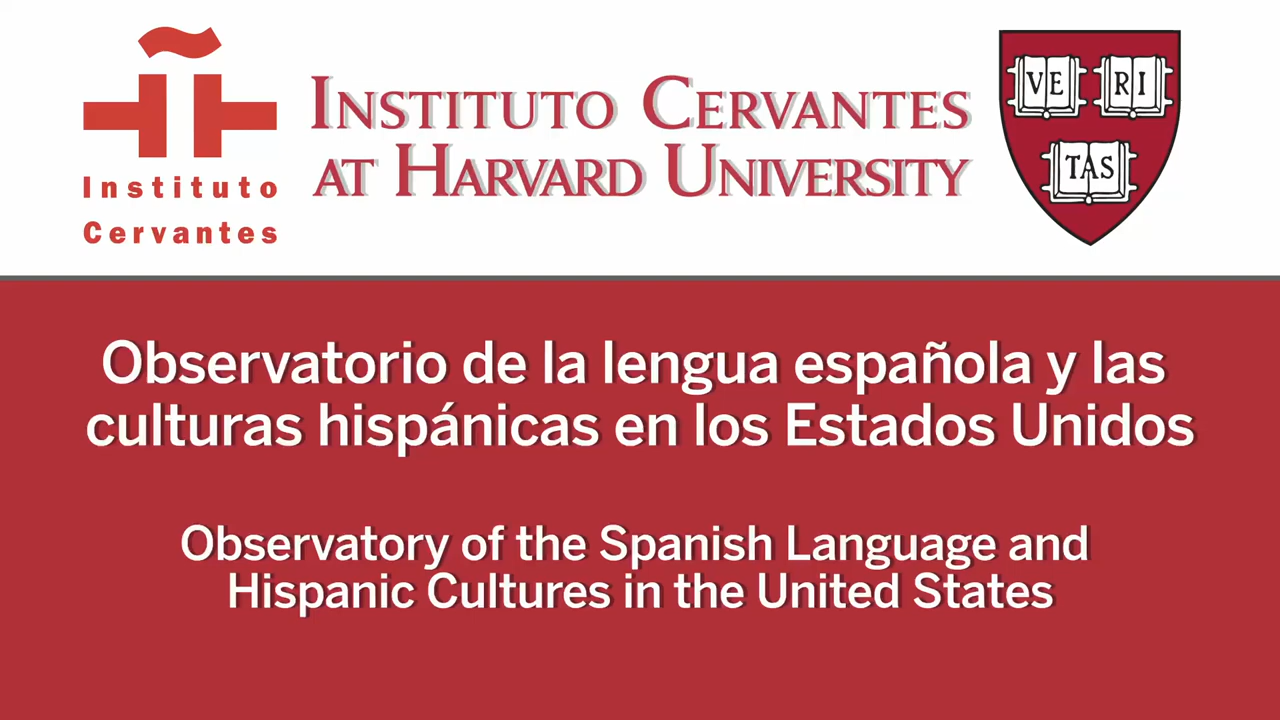 Instituto
Cervantes
INSTITUTO CERVANTES
AT HARVARD UNIVERSITY
VE RI
TAS
Observatorio de la lengua española y las
culturas hispánicas en los Estados Unidos
Observatory of the Spanish Language and
Hispanic Cultures in the United States